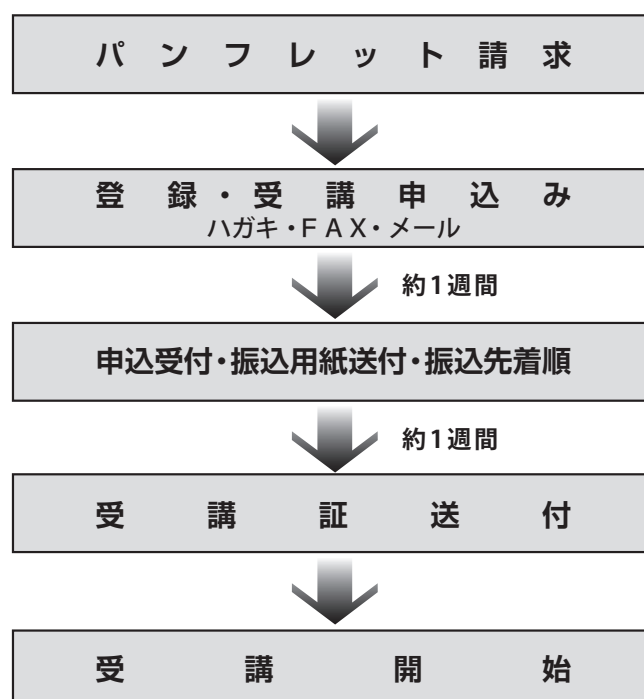 パンフレット請求
登録・受講申込み
ハガキ・FAX・メール
約1週間
申込受付・振込用紙送付・振込先着順
約1週間
受講証送付
受講開始